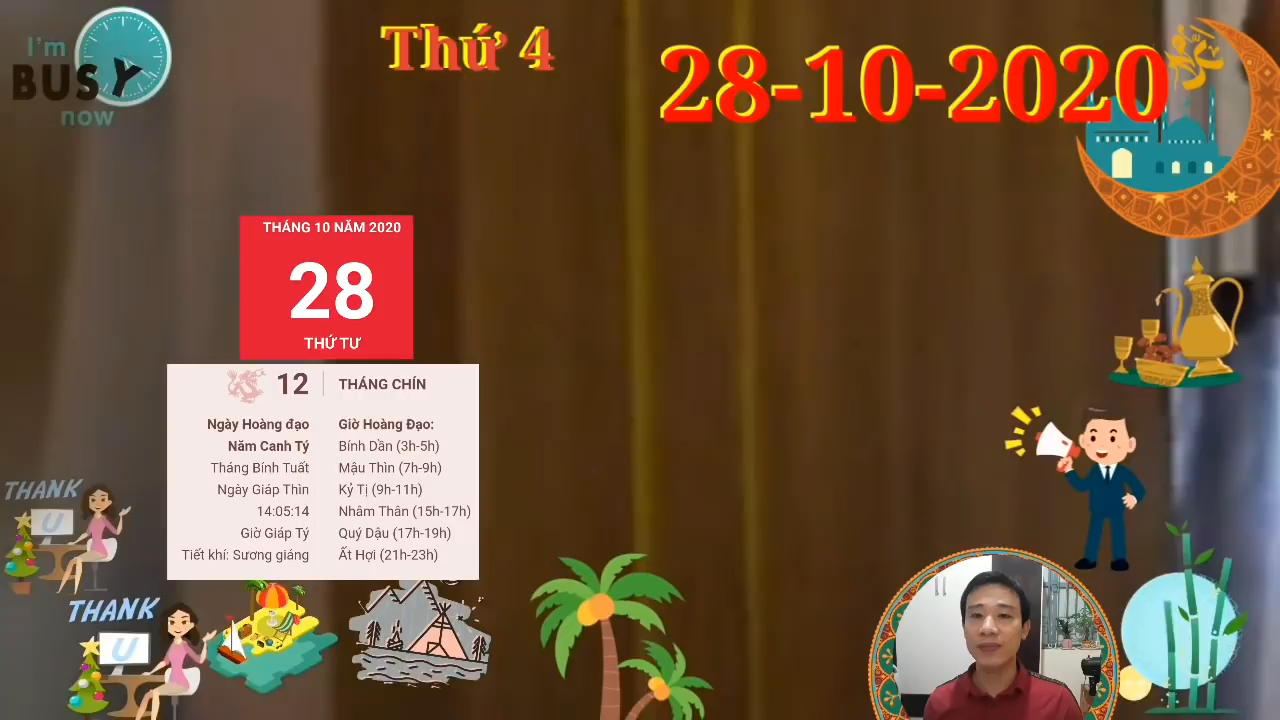 I'm
BUSY
now
Thứ 4
28-10-2020
THÁNG 10 NĂM 2020
28
THỨ TƯ
12
THÁNG CHÍN
Ngày Hoàng đạo
Năm Canh Tý
Tháng Bính Tuất
Ngày Giáp Thìn
14:05:14
Giờ Giáp Tý
Tiết khí: Sương giáng
Giờ Hoàng Đạo:
Bính Dần (3h-5h)
Mậu Thìn (7h-9h)
Kỷ Tị (9h-11h)
Nhâm Thân (15h-17h)
Quý Dậu (17h-19h)
Ất Hợi (21h-23h)
THANK
U
THANK
U